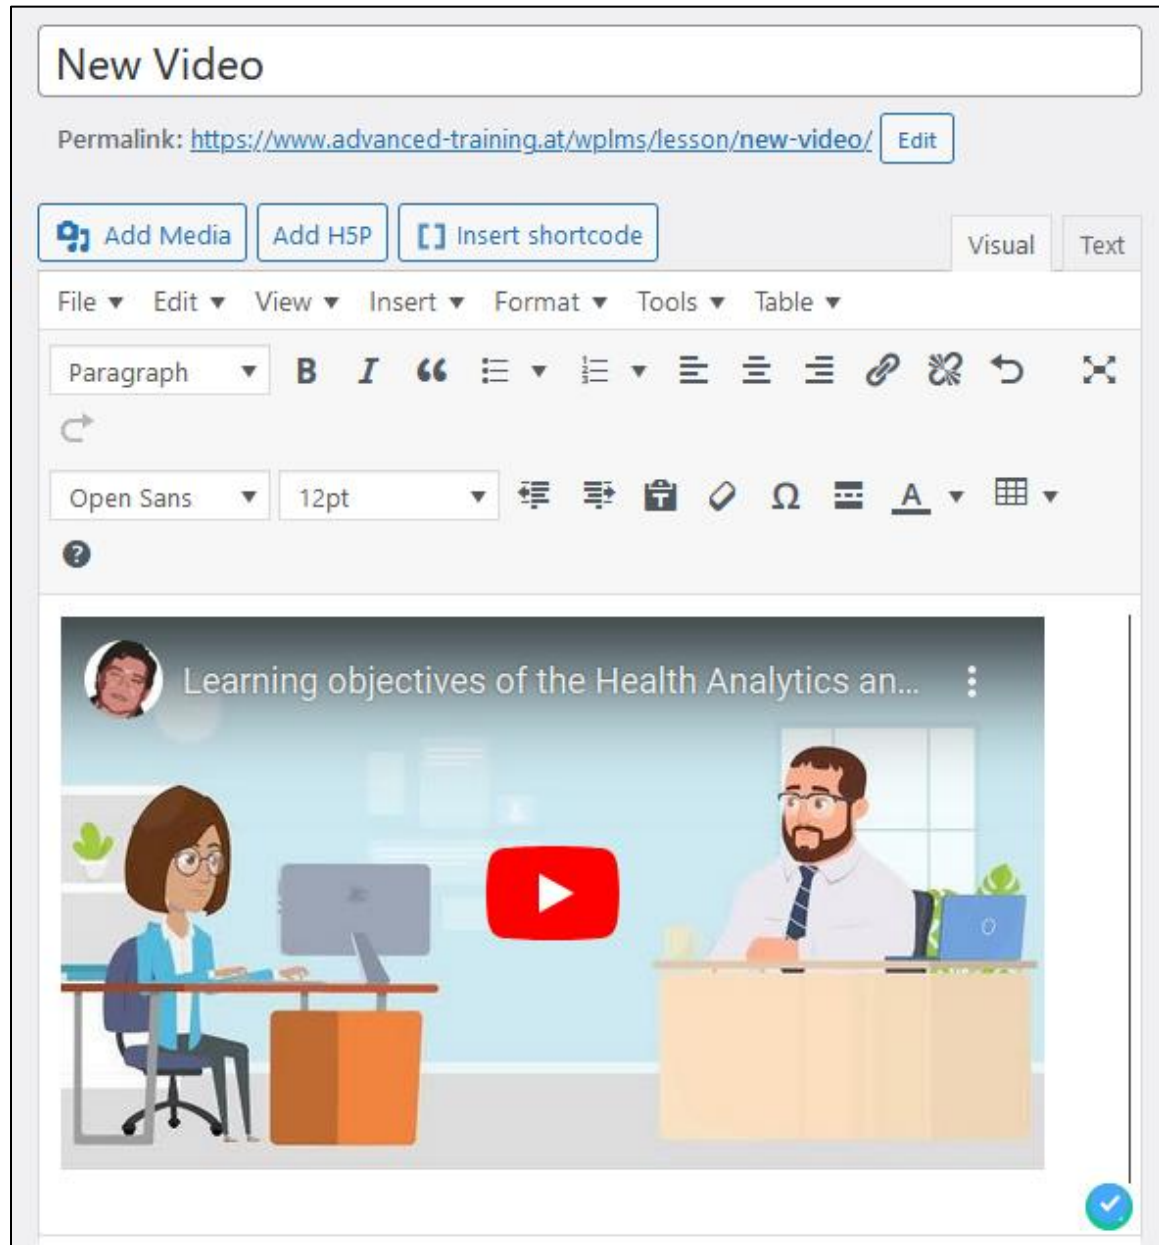 New Video
Permalink: https://www.advanced-training.at/wplms/lesson/new-video/ Edit
Add Media Add H5P [] Insert shortcode Visual Text
File Edit View Insert Format Tools Table
Paragraph B I
Open Sans 12pt Ω A
?
Learning objectives of the Health Analytics an...